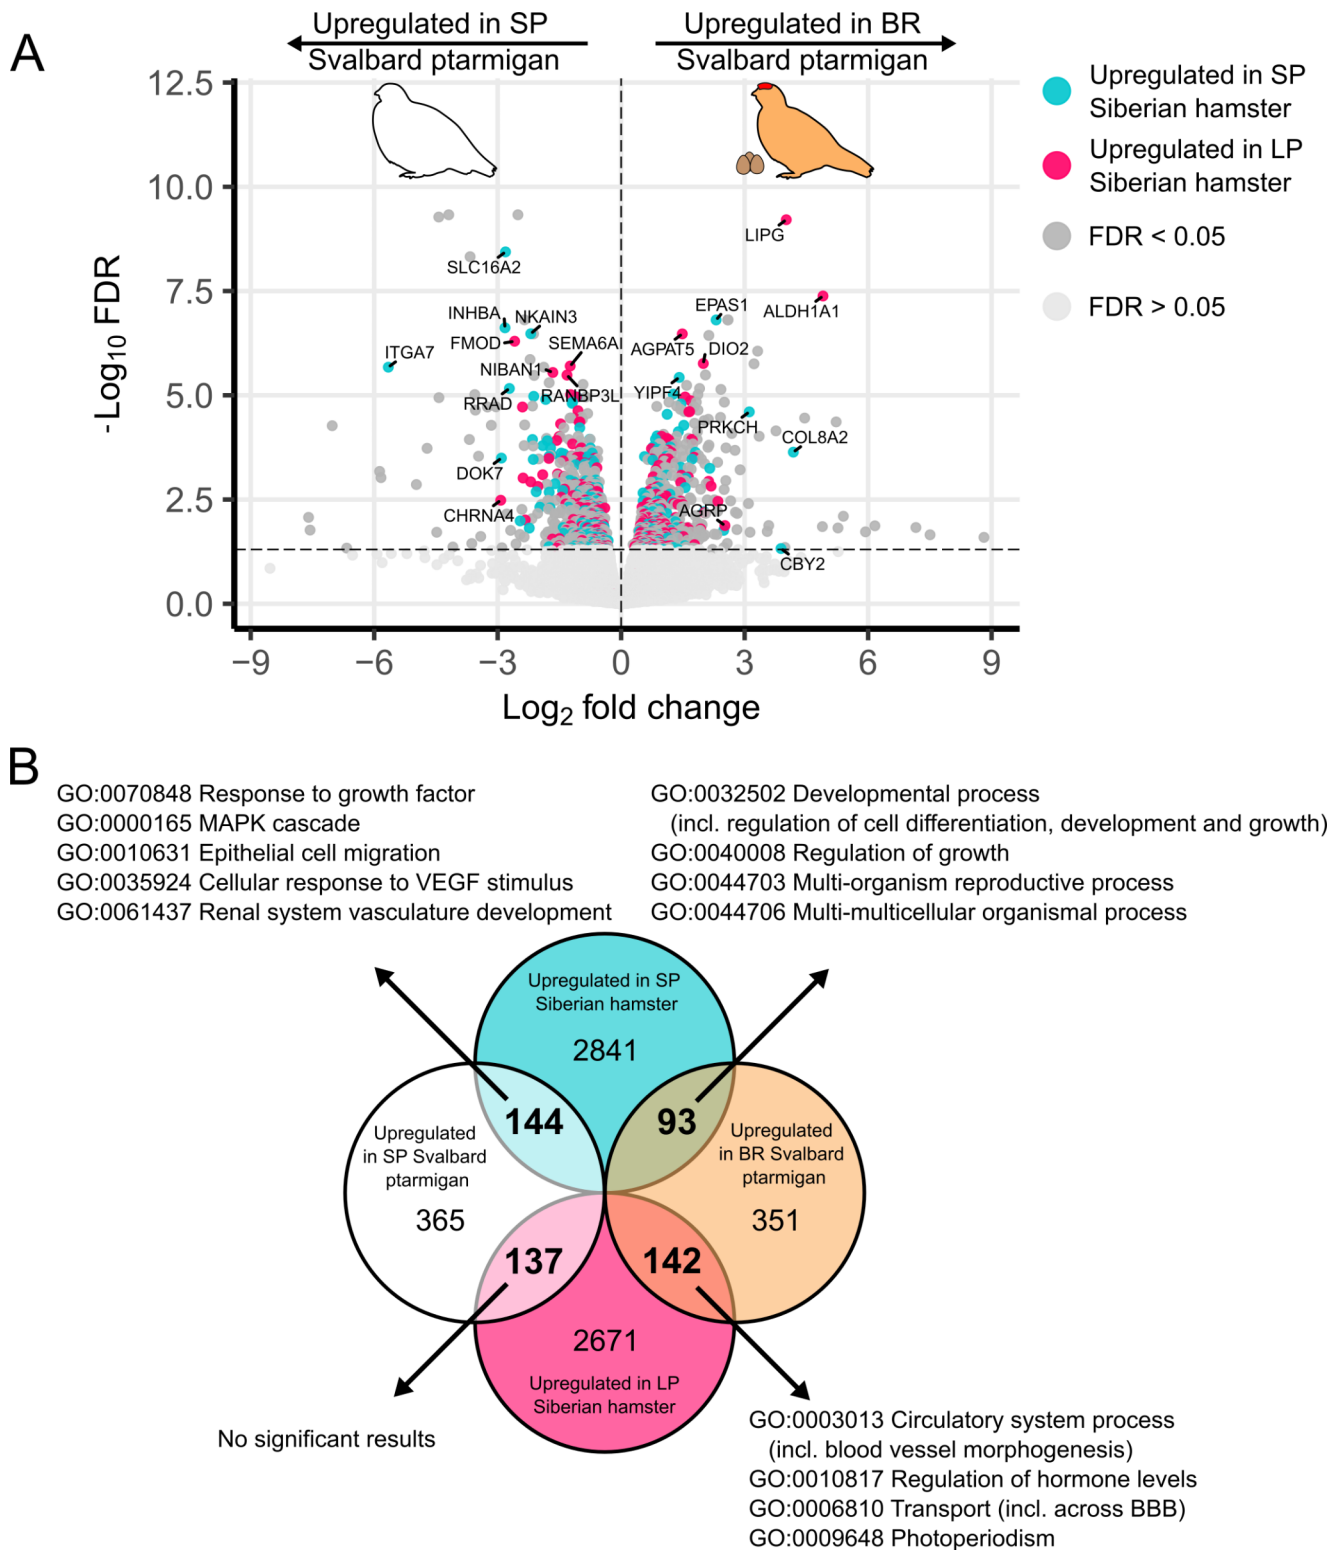 A
Upregulated in SP
Svalbard ptarmigan
Upregulated in BR
Svalbard ptarmigan
Upregulated in SP
Siberian hamster
Upregulated in LP
Siberian hamster
FDR < 0.05
FDR > 0.05
-Log10 FDR
12.5
10.0
7.5
5.0
2.5
0.0
LIPG
SLC16A2
ALDH1A1
EPAS1
INHBA
NKAIN3
FMOD
SEMA6A
AGPAT5
DIO2
ITGA7
NIBAN1
RANBP3L
YIPF4
RRAD
PRKCH
COL8A2
DOK7
CHRNA4
AGRP
CBY2
−9
−6
−3
0
3
6
9
Log2 fold change
B
GO:0070848 Response to growth factor
GO:0000165 MAPK cascade
GO:0010631 Epithelial cell migration
GO:0035924 Cellular response to VEGF stimulus
GO:0061437 Renal system vasculature development
GO:0032502 Developmental process
(incl. regulation of cell differentiation, development and growth)
GO:0040008 Regulation of growth
GO:0044703 Multi-organism reproductive process
GO:0044706 Multi-multicellular organismal process
Upregulated in SP
Siberian hamster
2841
144
93
Upregulated
in SP Svalbard
ptarmigan
365
Upregulated
in BR Svalbard
ptarmigan
351
137
142
2671
Upregulated in LP
Siberian hamster
No significant results
GO:0003013 Circulatory system process
(incl. blood vessel morphogenesis)
GO:0010817 Regulation of hormone levels
GO:0006810 Transport (incl. across BBB)
GO:0009648 Photoperiodism